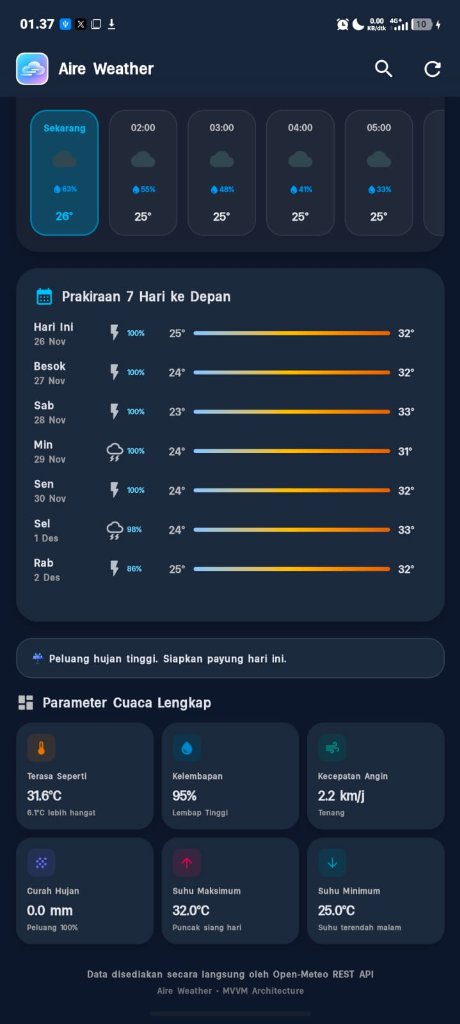 01.37
0.00 KB/dtk 4G+ 10
Aire Weather
Sekarang 02:00 03:00 04:00 05:00
63% 55% 48% 41% 33%
26° 25° 25° 25° 25°
Prakiraan 7 Hari ke Depan
Hari Ini 100% 25° 32°
26 Nov
Besok 100% 24° 32°
27 Nov
Sab 100% 23° 33°
28 Nov
Min 100% 24° 31°
29 Nov
Sen 100% 24° 32°
30 Nov
Sel 98% 24° 33°
1 Des
Rab 86% 25° 32°
2 Des
Peluang hujan tinggi. Siapkan payung hari ini.
Parameter Cuaca Lengkap
Terasa Seperti Kelembapan Kecepatan Angin
31.6°C 95% 2.2 km/j
6.1°C lebih hangat Lembap Tinggi Tenang
Curah Hujan Suhu Maksimum Suhu Minimum
0.0 mm 32.0°C 25.0°C
Peluang 100% Puncak siang hari Suhu terendah malam
Data disediakan secara langsung oleh Open-Meteo REST API
Aire Weather • MVVM Architecture